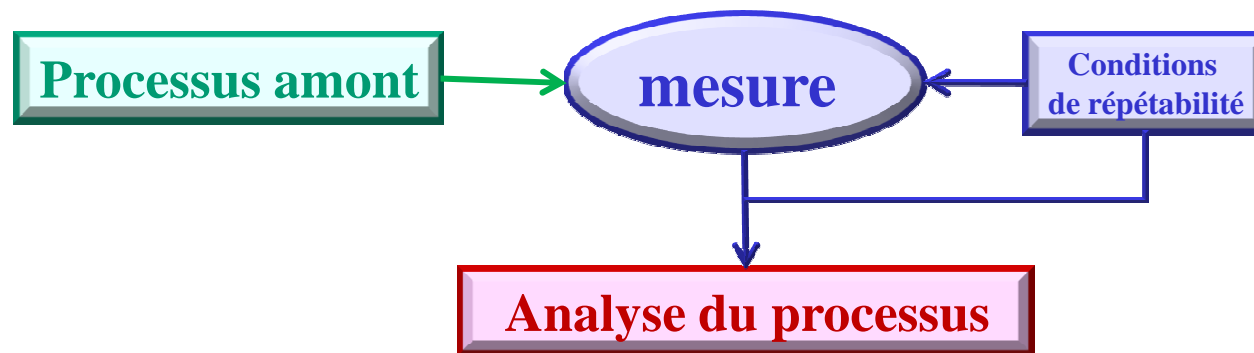 Processus amont
mesure
Conditions
de répétabilité
Analyse du processus